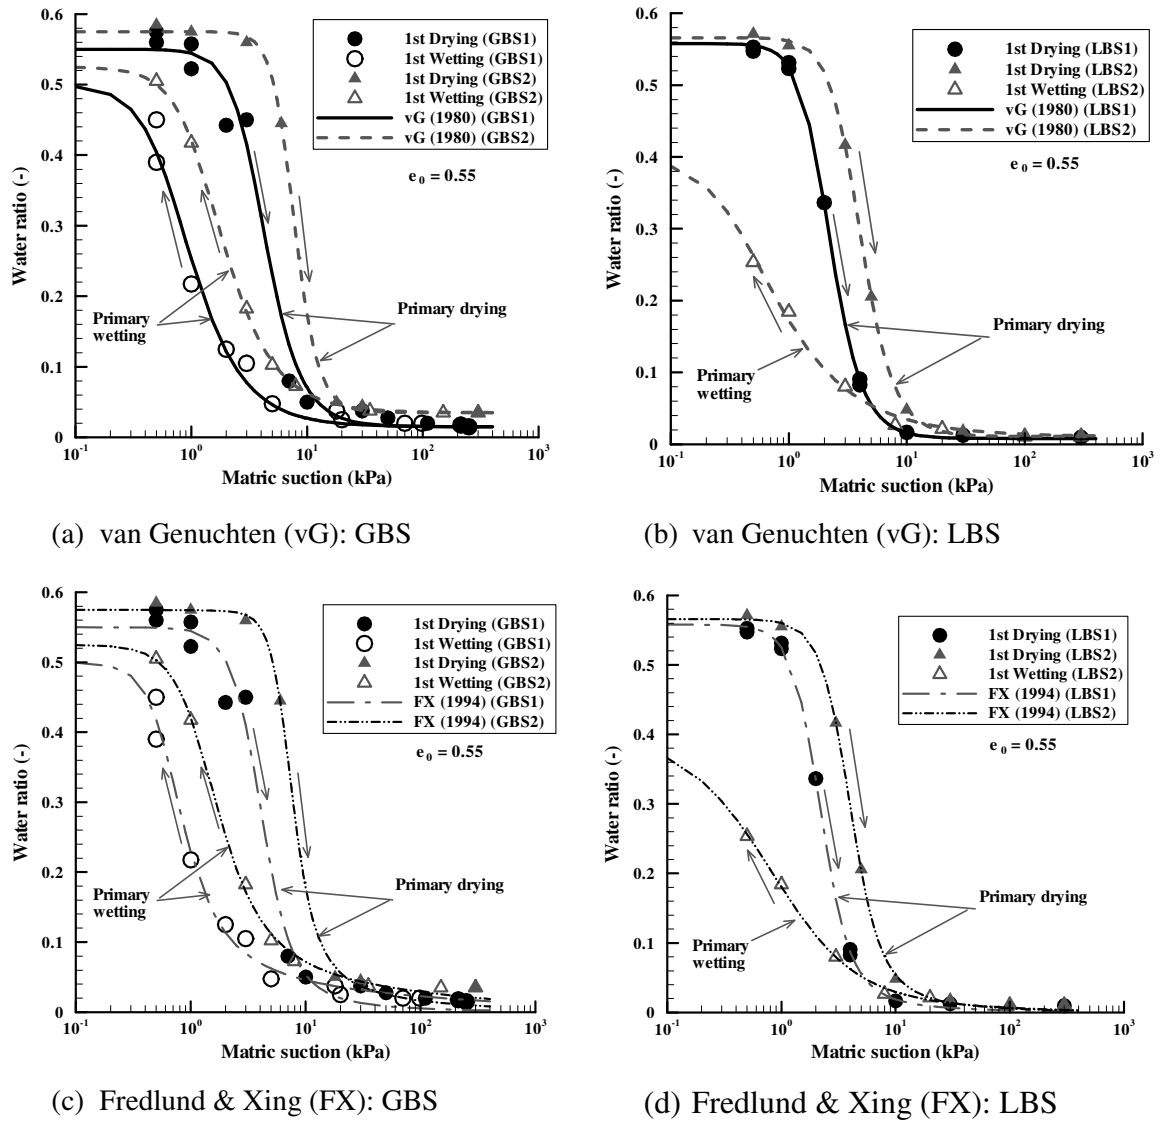 0.6
0.5
0.4
0.3
0.2
0.1
0
10⁻¹ 10⁰ 10¹ 10² 10³
Water ratio (-)
Matric suction (kPa)
1st Drying (GBS1)
1st Wetting (GBS1)
1st Drying (GBS2)
1st Wetting (GBS2)
vG (1980) (GBS1)
vG (1980) (GBS2)
e₀ = 0.55
Primary
wetting
Primary drying
(a) van Genuchten (vG): GBS
0.6
0.5
0.4
0.3
0.2
0.1
0
10⁻¹ 10⁰ 10¹ 10² 10³
Water ratio (-)
Matric suction (kPa)
1st Drying (LBS1)
1st Drying (LBS2)
1st Wetting (LBS2)
vG (1980) (LBS1)
vG (1980) (LBS2)
e₀ = 0.55
Primary
wetting
Primary drying
(b) van Genuchten (vG): LBS
0.6
0.5
0.4
0.3
0.2
0.1
0
10⁻¹ 10⁰ 10¹ 10² 10³
Water ratio (-)
Matric suction (kPa)
1st Drying (GBS1)
1st Wetting (GBS1)
1st Drying (GBS2)
1st Wetting (GBS2)
FX (1994) (GBS1)
FX (1994) (GBS2)
e₀ = 0.55
Primary
wetting
Primary drying
(c) Fredlund & Xing (FX): GBS
0.6
0.5
0.4
0.3
0.2
0.1
0
10⁻¹ 10⁰ 10¹ 10² 10³
Water ratio (-)
Matric suction (kPa)
1st Drying (LBS1)
1st Drying (LBS2)
1st Wetting (LBS2)
FX (1994) (LBS1)
FX (1994) (LBS2)
e₀ = 0.55
Primary
wetting
Primary drying
(d) Fredlund & Xing (FX): LBS